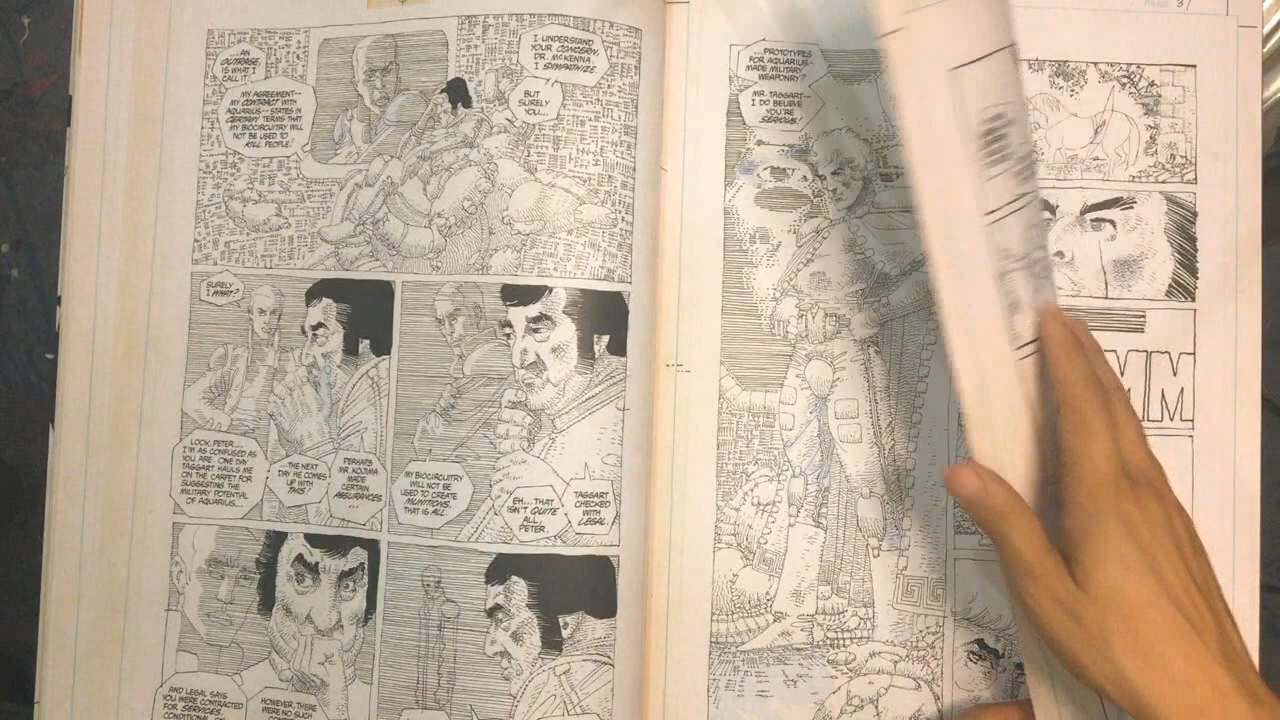 ...AN
OUTRAGE,
IS WHAT I
CALL IT!
MY AGREEMENT--
MY CONTRACT WITH
AQUARIUS--STATES IN
CERTAIN TERMS THAT
MY BIOCIRCUITRY WILL
NOT BE USED TO
KILL PEOPLE!
I UNDERSTAND
YOUR CONCERN,
DR. McKENNA.
I SYMPATHIZE.
BUT
SURELY
YOU...
SURELY
I WHAT?
LOOK, PETER...
I'M AS CONFUSED AS
YOU ARE. ONE DAY
TAGGART HAULS ME
ON THE CARPET FOR
SUGGESTING THE
MILITARY POTENTIAL
OF AQUARIUS...
THE NEXT
DAY HE COMES
UP WITH
THIS!
PERHAPS
MR. KOJIMA
MADE
CERTAIN
ASSURANCES
...
MY BIOCIRCUITRY
WILL NOT BE
USED TO CREATE
MUNITIONS.
THAT IS ALL.
EH...THAT
ISN'T QUITE
ALL,
PETER.
TAGGART
CHECKED
WITH
LEGAL.
AND LEGAL SAYS
YOU WERE CONTRACTED
FOR SERVICES.
HOWEVER, THERE
WERE NO SUCH
...PROTOTYPES
FOR AQUARIUS-
MADE MILITARY
WEAPONRY?
MR. TAGGART--
I DO BELIEVE
YOU'RE
SERIOUS!
MM